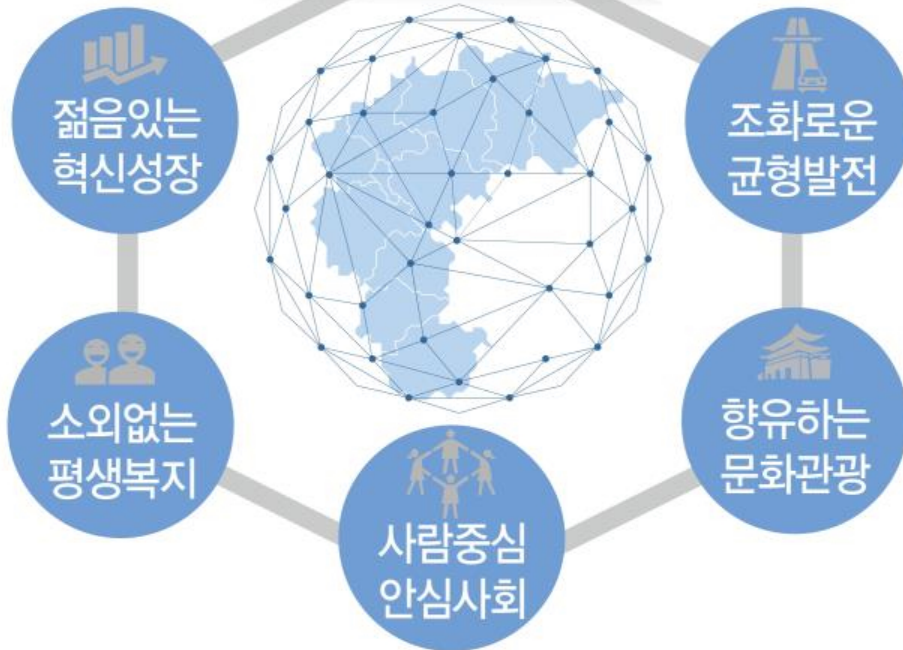 젊음있는
혁신성장
조화로운
균형발전
소외없는
평생복지
향유하는
문화관광
사람중심
안심사회